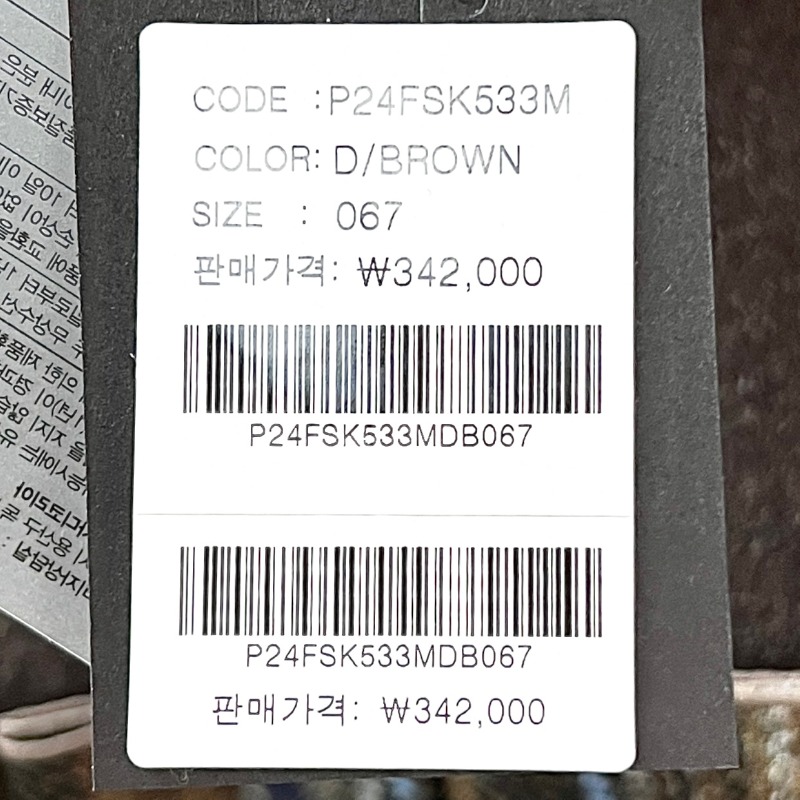 CODE :P24FSK533M
COLOR: D/BROWN
SIZE : 067
판매가격: ₩342,000
P24FSK533MDB067
P24FSK533MDB067
판매가격: ₩342,000